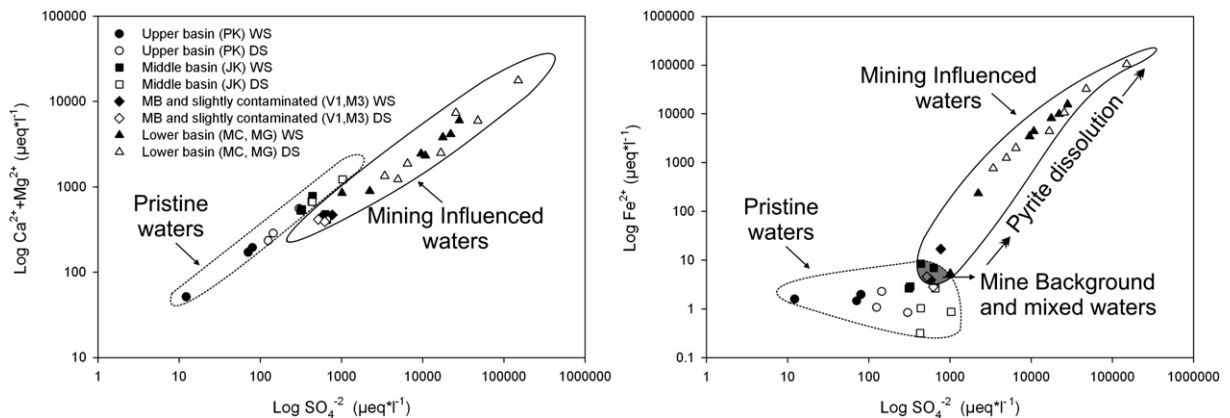 100000
10000
1000
100
10
Log Ca²⁺+Mg²⁺ (µeq*l⁻¹)
Upper basin (PK) WS
Upper basin (PK) DS
Middle basin (JK) WS
Middle basin (JK) DS
MB and slightly contaminated (V1,M3) WS
MB and slightly contaminated (V1,M3) DS
Lower basin (MC, MG) WS
Lower basin (MC, MG) DS
Pristine
waters
Mining Influenced
waters
1 10 100 1000 10000 100000 1000000
Log SO₄⁻² (µeq*l⁻¹)
1000000
100000
10000
1000
100
10
1
0.1
Log Fe²⁺ (µeq*l⁻¹)
Mining Influenced
waters
Pyrite dissolution
Pristine
waters
Mine Background
and mixed waters
1 10 100 1000 10000 100000 1000000
Log SO₄⁻² (µeq*l⁻¹)